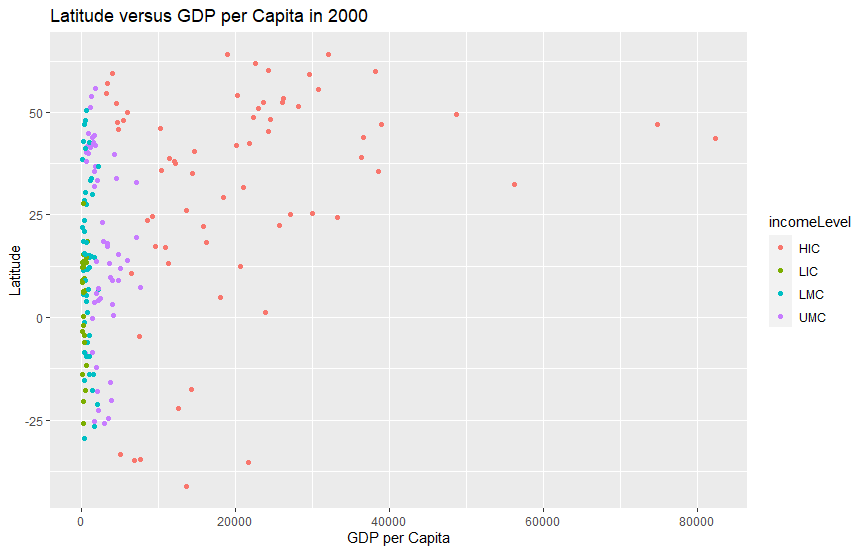 Latitude versus GDP per Capita in 2000
Latitude
50
25
0
-25
0 20000 40000 60000 80000
GDP per Capita
incomeLevel
HIC
LIC
LMC
UMC